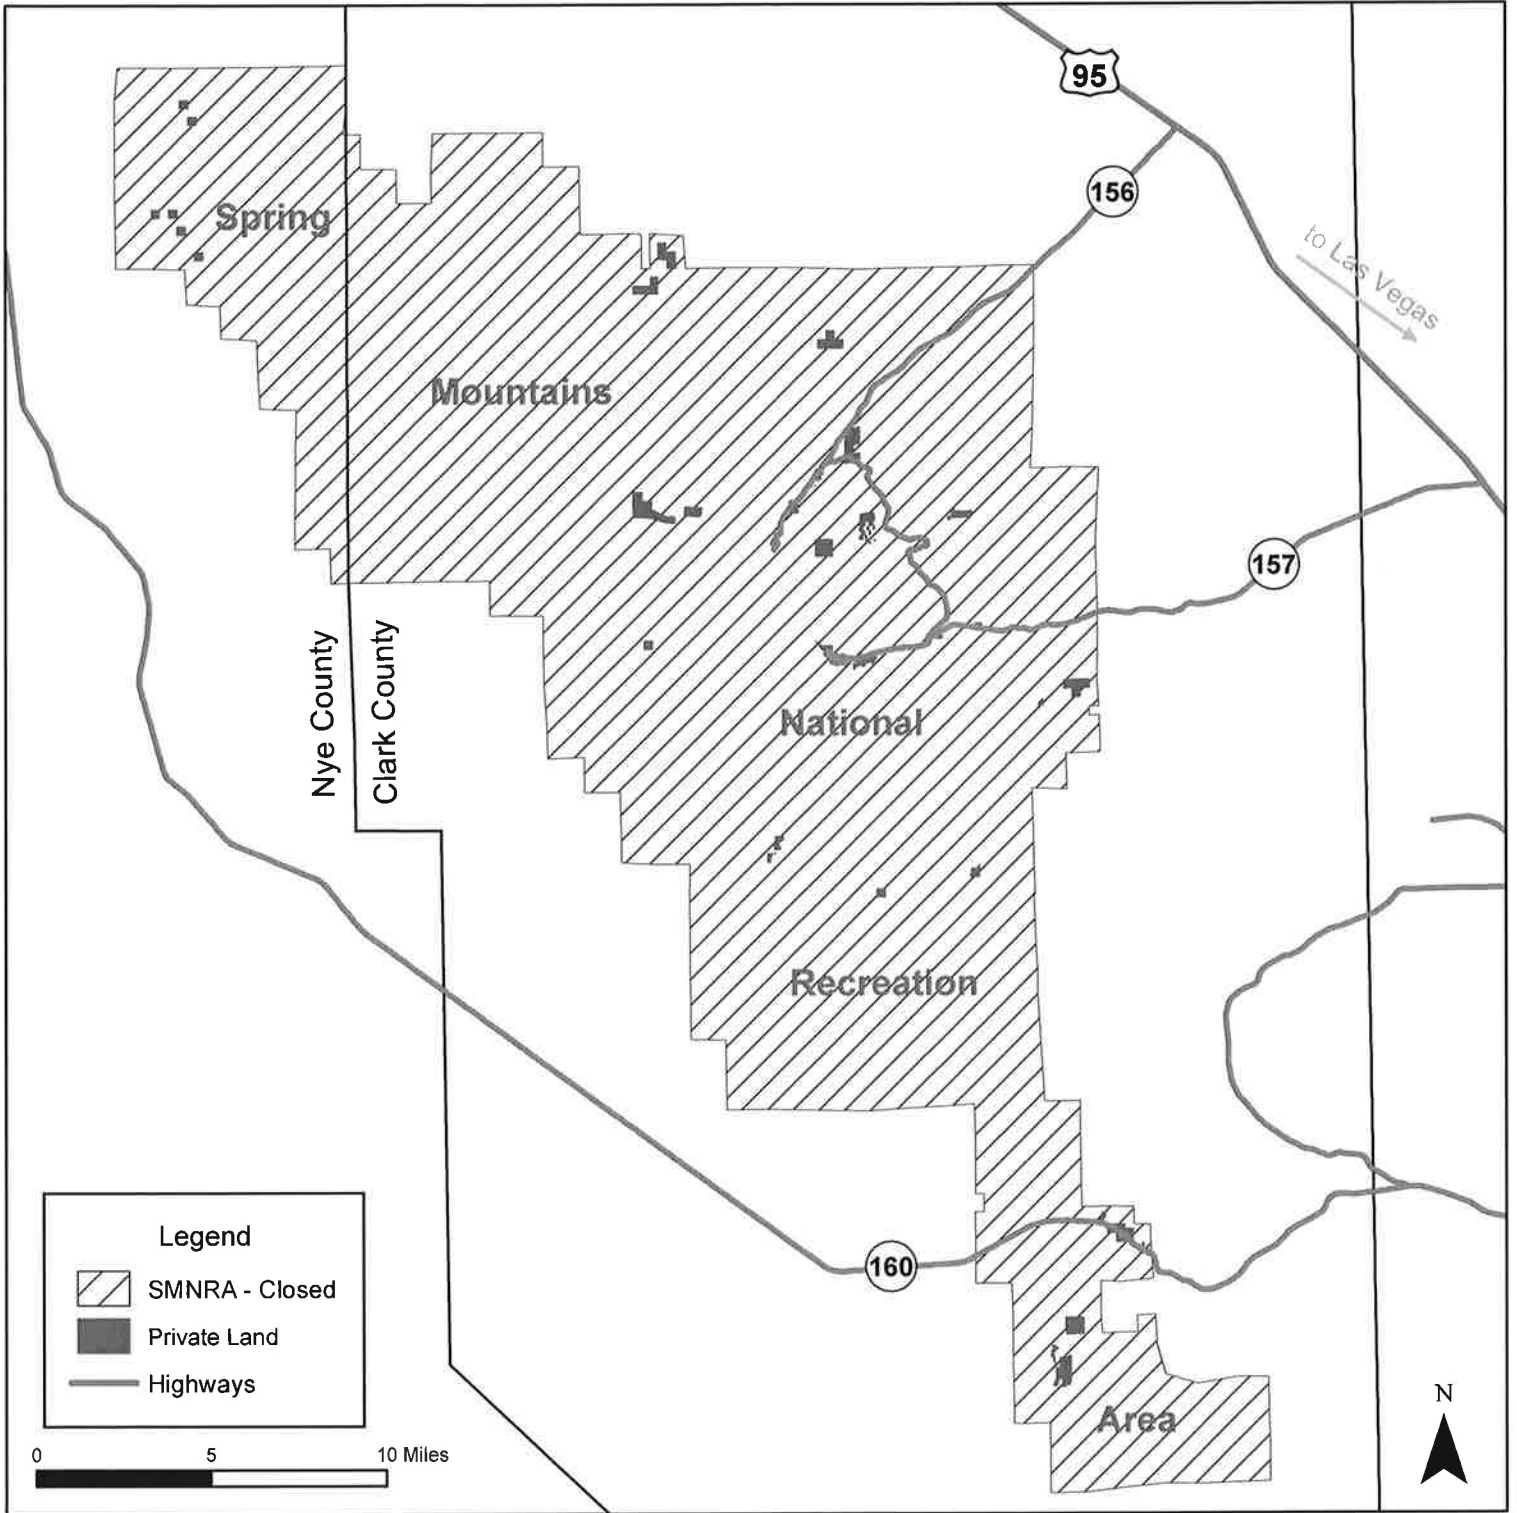 95
156
Spring
to Las Vegas
Mountains
157
Nye County
Clark County
National
Recreation
160
Area
Legend
SMNRA - Closed
Private Land
Highways
0 5 10 Miles
N